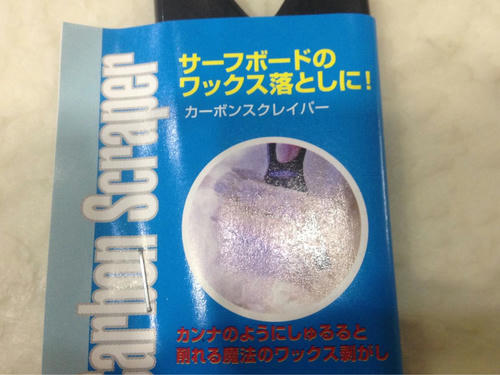 サーフボードの
ワックス落としに!
カーボンスクレイパー
カンナのようにしゅるると
削れる魔法のワックス剥がし
Carbon Scraper